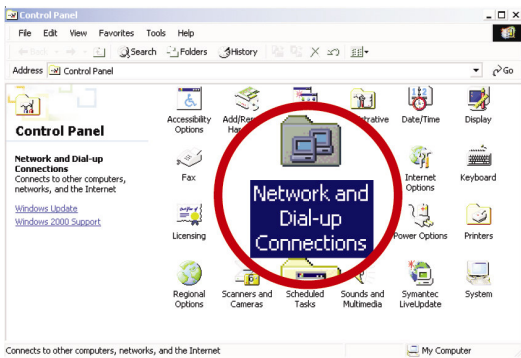 Control Panel
File Edit View Favorites Tools Help
Back Search Folders History
Address Control Panel Go
Control Panel
Network and Dial-up
Connections
Connects to other computers,
networks, and the Internet
Windows Update
Windows 2000 Support
Accessibility
Options
Date/Time
Display
Fax
Network and
Dial-up
Connections
Internet
Options
Keyboard
Licensing
Power Options
Printers
Regional
Options
Scanners and
Cameras
Scheduled
Tasks
Sounds and
Multimedia
Symantec
LiveUpdate
System
Connects to other computers, networks, and the Internet My Computer